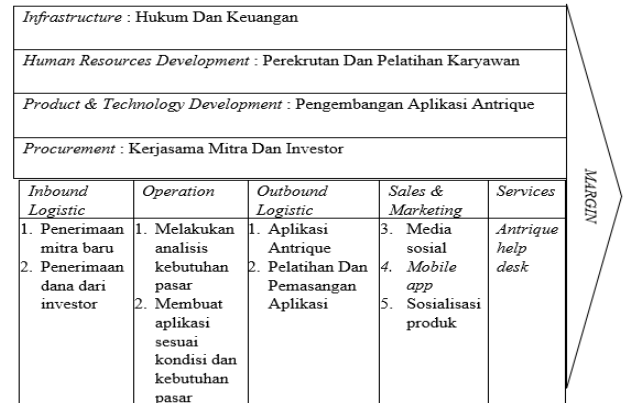 Infrastructure : Hukum Dan Keuangan
Human Resources Development : Perekrutan Dan Pelatihan Karyawan
Product & Technology Development : Pengembangan Aplikasi Antrique
Procurement : Kerjasama Mitra Dan Investor
Inbound
Logistic
1. Penerimaan
mitra baru
2. Penerimaan
dana dari
investor
Operation
1. Melakukan
analisis
kebutuhan
pasar
2. Membuat
aplikasi
sesuai
kondisi dan
kebutuhan
pasar
Outbound
Logistic
1. Aplikasi
Antrique
2. Pelatihan Dan
Pemasangan
Aplikasi
Sales &
Marketing
3. Media
sosial
4. Mobile
app
5. Sosialisasi
produk
Services
Antrique
help
desk
MARGIN